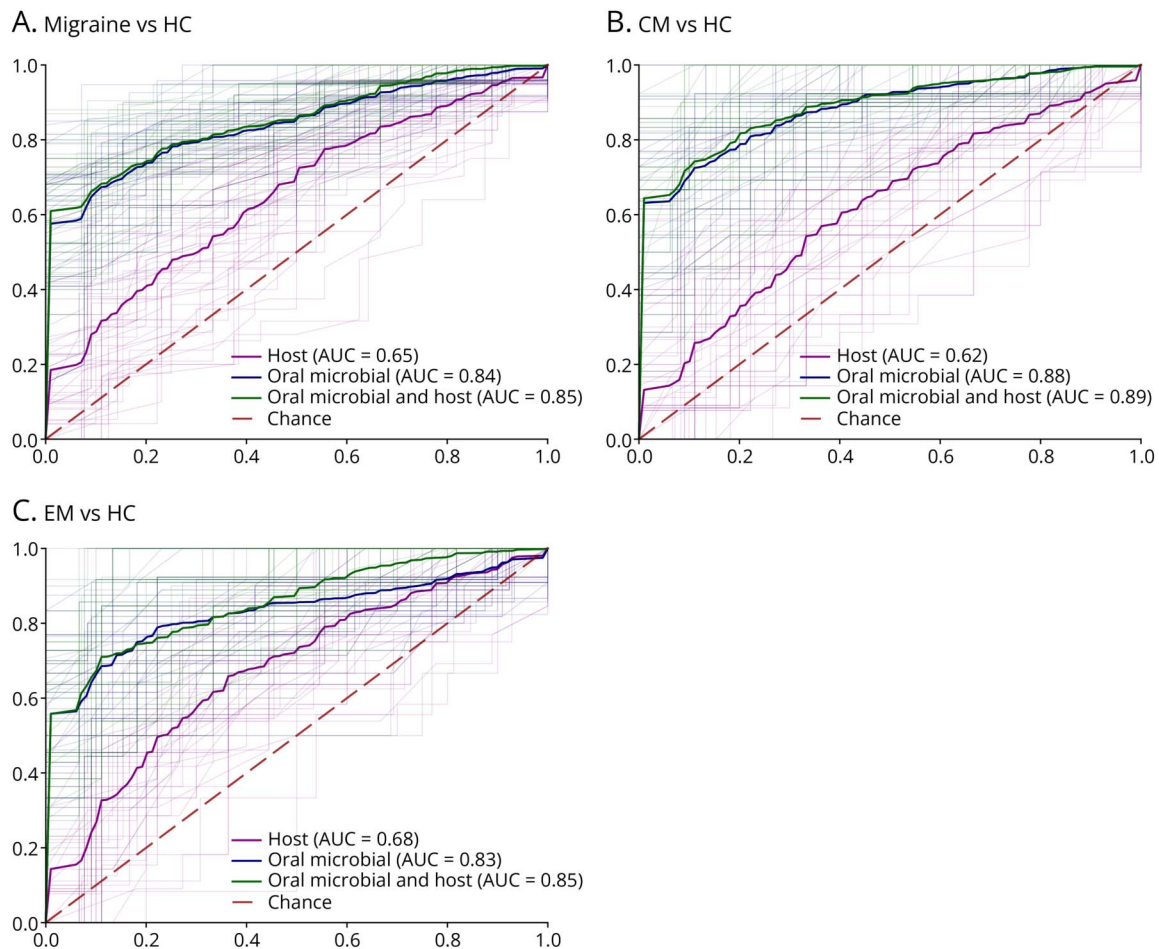 A. Migraine vs HC
1.0
0.8
0.6
0.4
0.2
0.0
Host (AUC = 0.65)
Oral microbial (AUC = 0.84)
Oral microbial and host (AUC = 0.85)
Chance
0.0 0.2 0.4 0.6 0.8 1.0
B. CM vs HC
1.0
0.8
0.6
0.4
0.2
0.0
Host (AUC = 0.62)
Oral microbial (AUC = 0.88)
Oral microbial and host (AUC = 0.89)
Chance
0.0 0.2 0.4 0.6 0.8 1.0
C. EM vs HC
1.0
0.8
0.6
0.4
0.2
0.0
Host (AUC = 0.68)
Oral microbial (AUC = 0.83)
Oral microbial and host (AUC = 0.85)
Chance
0.0 0.2 0.4 0.6 0.8 1.0